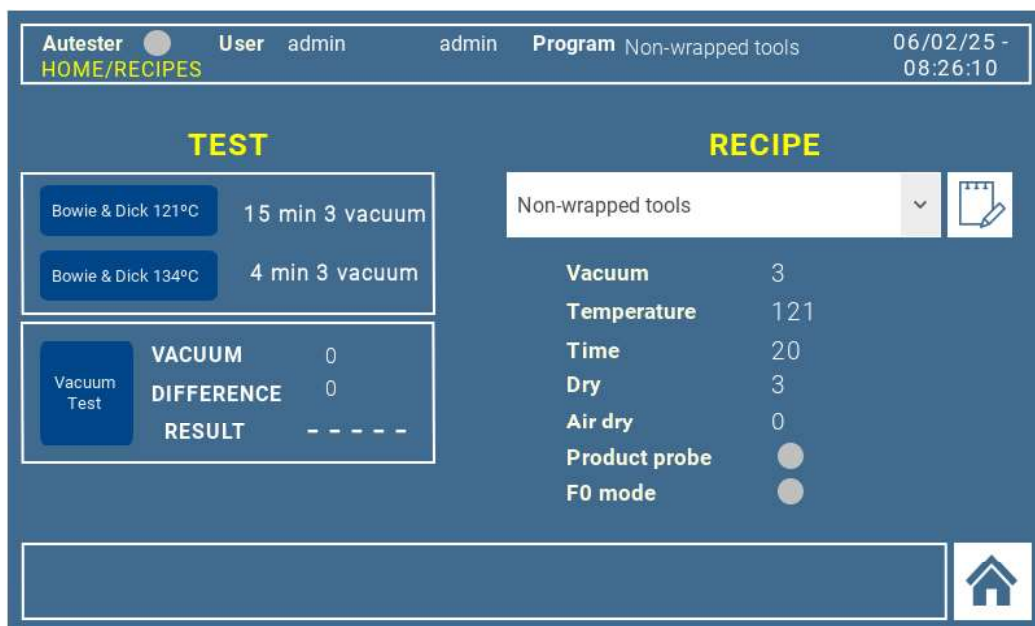 Autester User admin admin Program Non-wrapped tools 06/02/25 -
HOME/RECIPES 08:26:10
TEST
Bowie & Dick 121ºC 15 min 3 vacuum
Bowie & Dick 134ºC 4 min 3 vacuum
Vacuum
Test
VACUUM 0
DIFFERENCE 0
RESULT - - - - -
RECIPE
Non-wrapped tools
Vacuum 3
Temperature 121
Time 20
Dry 3
Air dry 0
Product probe
F0 mode